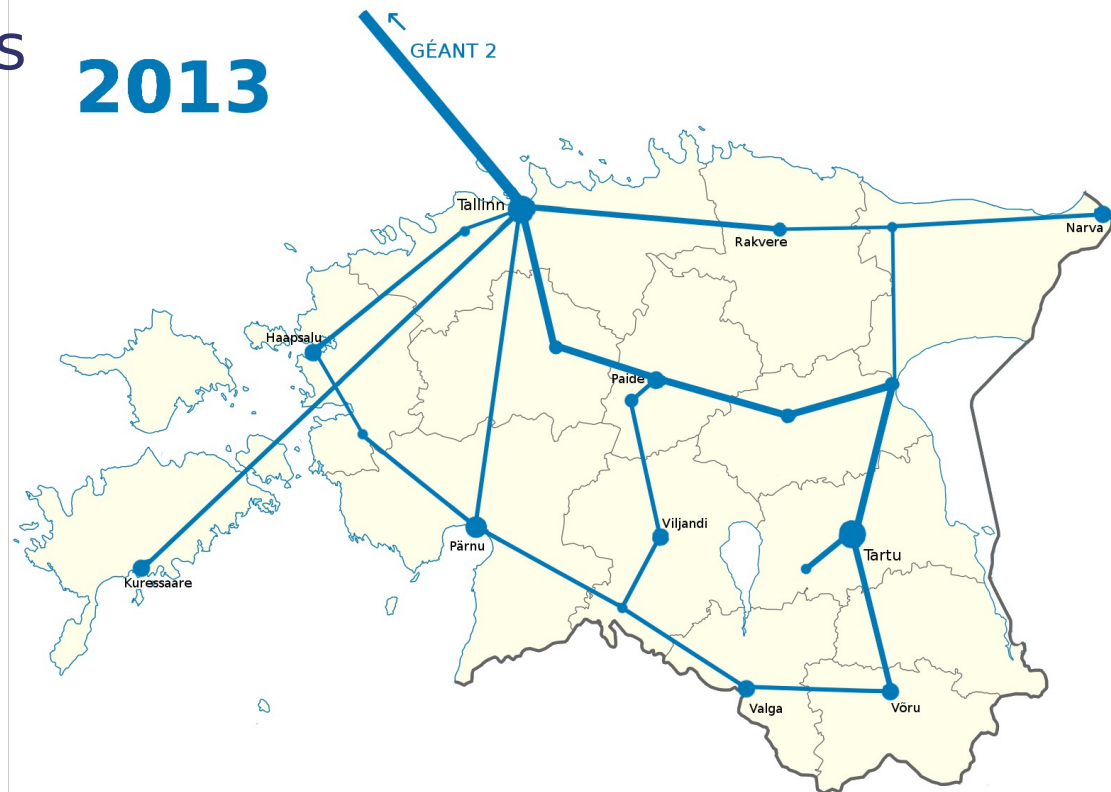 s
2013
↖
GÉANT 2
Tallinn
Rakvere
Narva
Haapsalu
Paide
Viljandi
Pärnu
Tartu
Kuressaare
Valga
Võru